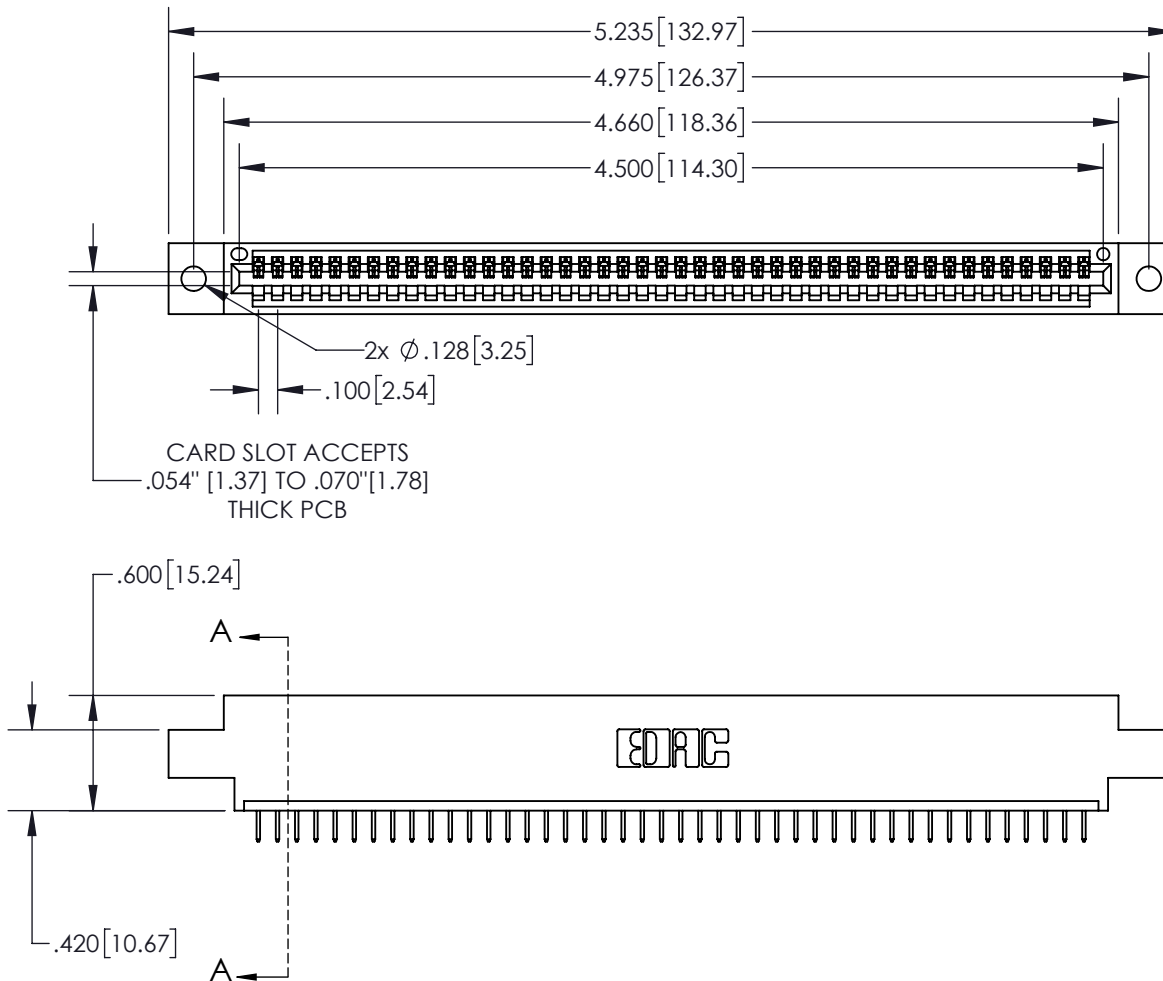 5.235[132.97]
4.975[126.37]
4.660[118.36]
4.500[114.30]
2x Ø.128[3.25]
.100[2.54]
CARD SLOT ACCEPTS
.054" [1.37] TO .070"[1.78]
THICK PCB
.600[15.24]
A
EDAC
.420[10.67]
A